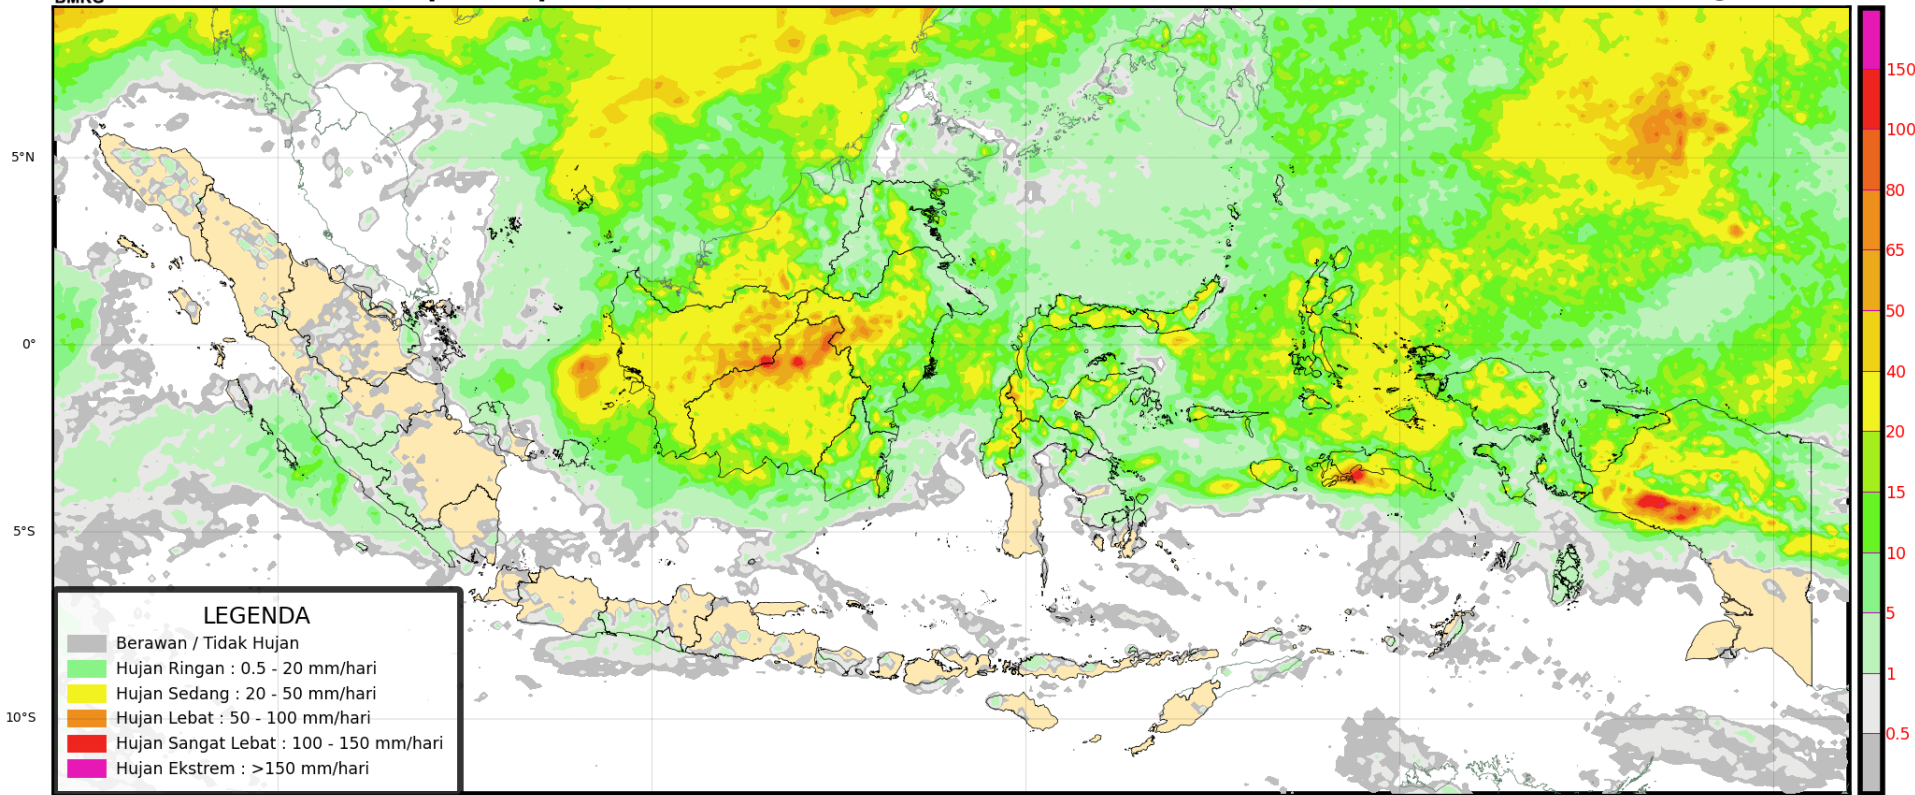 BMKG
5°N
0°
5°S
10°S
LEGENDA
Berawan / Tidak Hujan
Hujan Ringan : 0.5 - 20 mm/hari
Hujan Sedang : 20 - 50 mm/hari
Hujan Lebat : 50 - 100 mm/hari
Hujan Sangat Lebat : 100 - 150 mm/hari
Hujan Ekstrem : >150 mm/hari
150
100
80
65
50
40
20
15
10
5
1
0.5